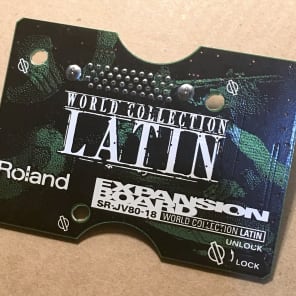 WORLD COLLECTION
LATIN
Roland
EXPANSION
BOARD
SR-JV80-18 WORLD COLLECTION LATIN
UNLOCK
LOCK